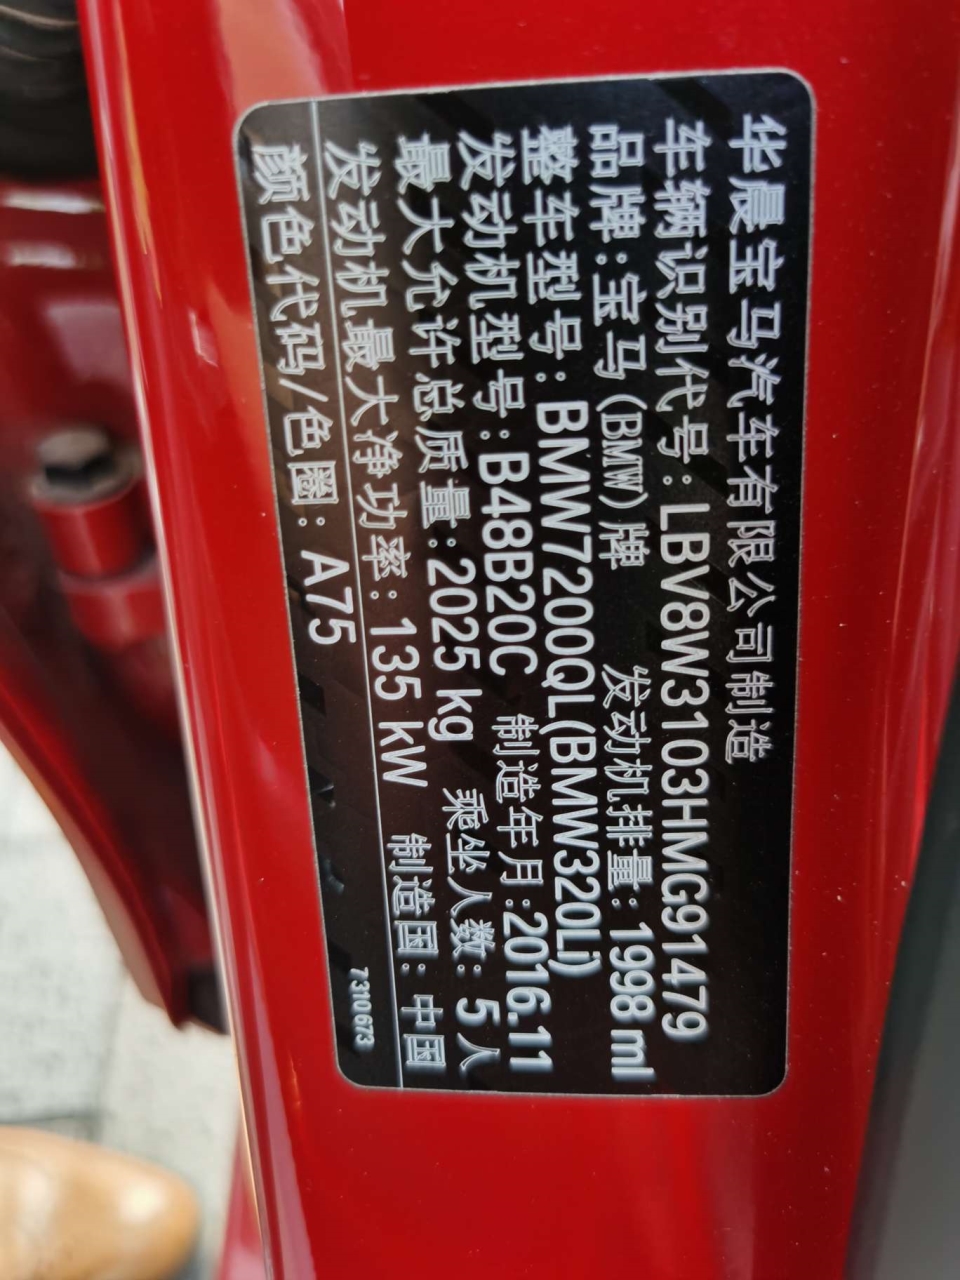 华晨宝马汽车有限公司制造
车辆识别代号:LBV8W3103HMG91479
品牌:宝马(BMW)牌 发动机排量: 1998 ml
整车型号: BMW7200QL(BMW320Li)
发动机型号:B48B20C 制造年月:2016.11
最大允许总质量:2025 kg 乘坐人数: 5 人
发动机最大净功率: 135 kW 制造国: 中国
颜色代码/色圈: A75 7310673